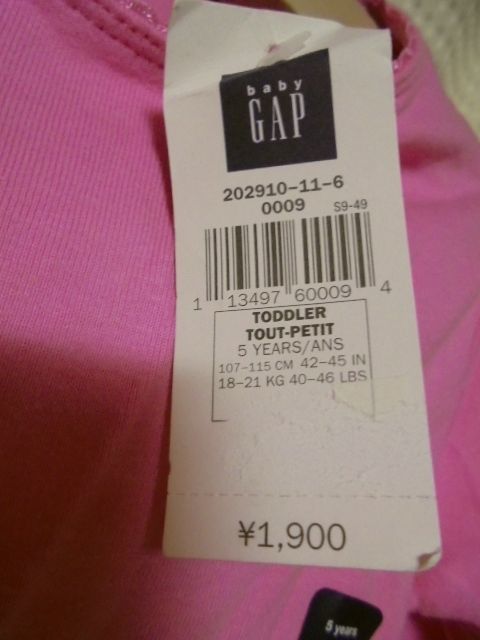 baby
GAP
202910-11-6
0009 S9-49
1 13497 60009 4
TODDLER
TOUT-PETIT
5 YEARS/ANS
107-115 CM 42-45 IN
18-21 KG 40-46 LBS
¥1,900
5 years